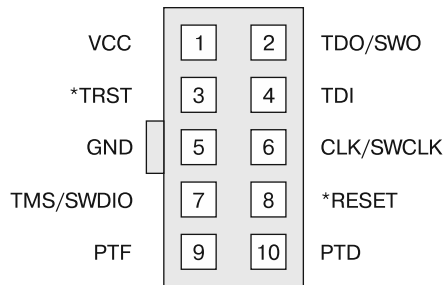 VCC 1 2 TDO/SWO
*TRST 3 4 TDI
GND 5 6 CLK/SWCLK
TMS/SWDIO 7 8 *RESET
PTF 9 10 PTD